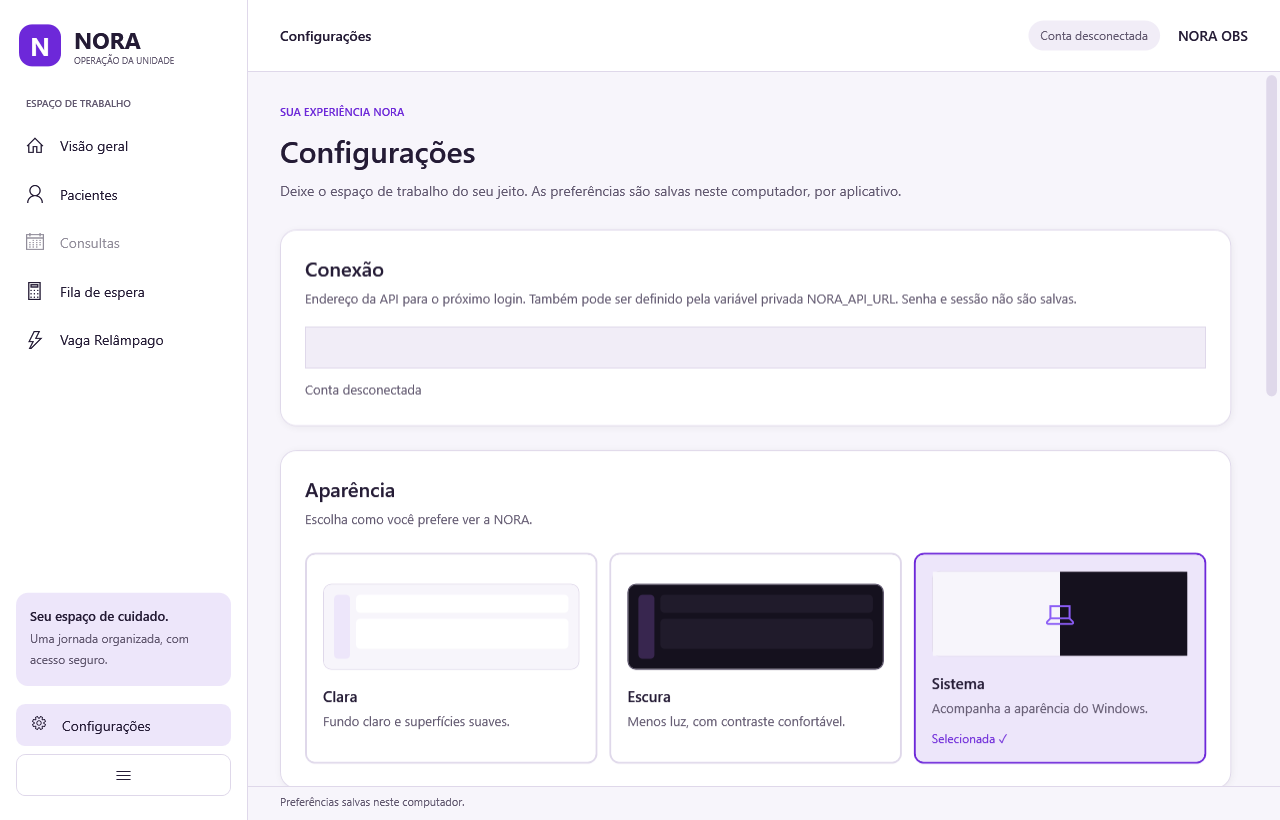 N
NORA
OPERAÇÃO DA UNIDADE
ESPAÇO DE TRABALHO
Visão geral
Pacientes
Consultas
Fila de espera
Vaga Relâmpago
Seu espaço de cuidado.
Uma jornada organizada, com
acesso seguro.
Configurações
Configurações
Conta desconectada
NORA OBS
SUA EXPERIÊNCIA NORA
Configurações
Deixe o espaço de trabalho do seu jeito. As preferências são salvas neste computador, por aplicativo.
Conexão
Endereço da API para o próximo login. Também pode ser definido pela variável privada NORA_API_URL. Senha e sessão não são salvas.
Conta desconectada
Aparência
Escolha como você prefere ver a NORA.
Clara
Fundo claro e superfícies suaves.
Escura
Menos luz, com contraste confortável.
Sistema
Acompanha a aparência do Windows.
Selecionada ✓
Preferências salvas neste computador.